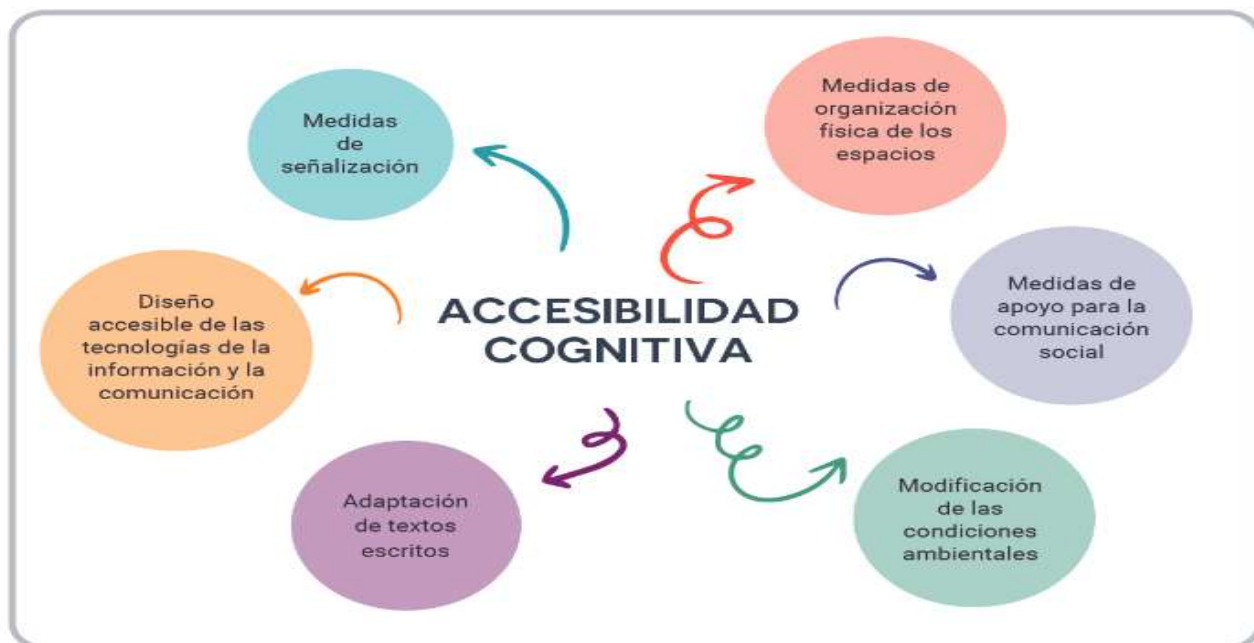 Medidas
de
señalización
Medidas de
organización
física de los
espacios
Diseño
accesible de las
tecnologías de la
información y la
comunicación
ACCESIBILIDAD
COGNITIVA
Medidas de
apoyo para la
comunicación
social
Adaptación
de textos
escritos
Modificación
de las
condiciones
ambientales